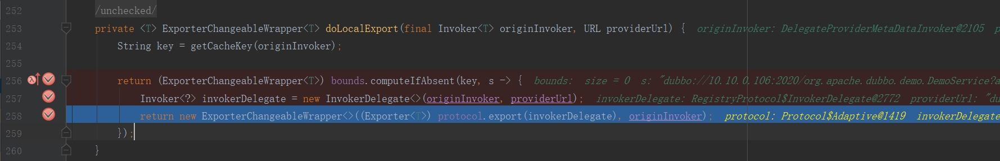 252 /unchecked/
253 private <T> ExporterChangeableWrapper<T> doLocalExport(final Invoker<T> originInvoker, URL providerUrl) { originInvoker: DelegateProviderMetaDataInvoker@2105 p
254 String key = getCacheKey(originInvoker);
255
256 return (ExporterChangeableWrapper<T>) bounds.computeIfAbsent(key, s -> { bounds: size = 0 s: "dubbo://10.10.0.106:2020/org.apache.dubbo.demo.DemoService?a
257 Invoker<?> invokerDelegate = new InvokerDelegate<>(originInvoker, providerUrl); invokerDelegate: RegistryProtocol$InvokerDelegate@2772 providerUrl: "du
258 return new ExporterChangeableWrapper<>((Exporter<T>) protocol.export(invokerDelegate), originInvoker); protocol: Protocol$Adaptive@1419 invokerDelegate
259 });
260 }